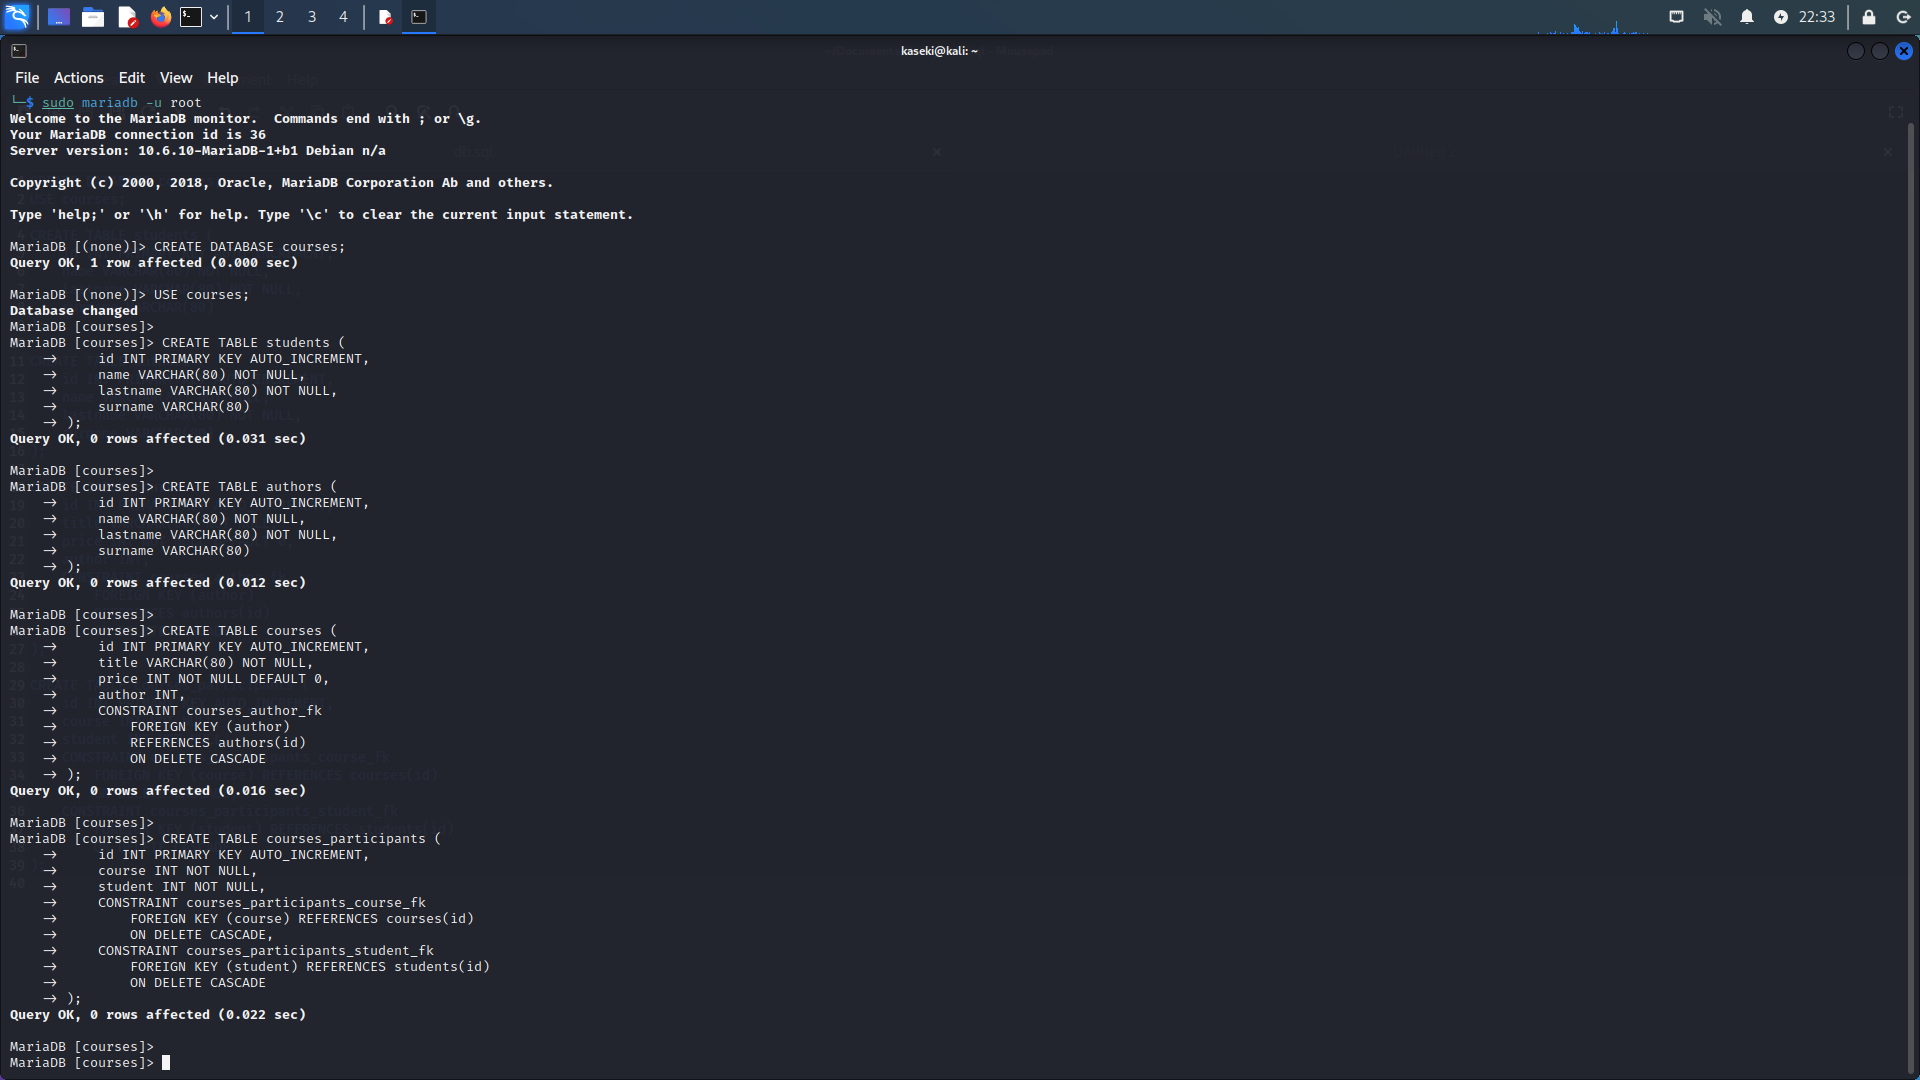 1 2 3 4 22:33
kaseki@kali: ~
File Actions Edit View Help
└─$ sudo mariadb -u root
Welcome to the MariaDB monitor.  Commands end with ; or \g.
Your MariaDB connection id is 36
Server version: 10.6.10-MariaDB-1+b1 Debian n/a
Copyright (c) 2000, 2018, Oracle, MariaDB Corporation Ab and others.
Type 'help;' or '\h' for help. Type '\c' to clear the current input statement.
MariaDB [(none)]> CREATE DATABASE courses;
Query OK, 1 row affected (0.000 sec)
MariaDB [(none)]> USE courses;
Database changed
MariaDB [courses]>
MariaDB [courses]> CREATE TABLE students (
    →     id INT PRIMARY KEY AUTO_INCREMENT,
    →     name VARCHAR(80) NOT NULL,
    →     lastname VARCHAR(80) NOT NULL,
    →     surname VARCHAR(80)
    → );
Query OK, 0 rows affected (0.031 sec)
MariaDB [courses]>
MariaDB [courses]> CREATE TABLE authors (
    →     id INT PRIMARY KEY AUTO_INCREMENT,
    →     name VARCHAR(80) NOT NULL,
    →     lastname VARCHAR(80) NOT NULL,
    →     surname VARCHAR(80)
    → );
Query OK, 0 rows affected (0.012 sec)
MariaDB [courses]>
MariaDB [courses]> CREATE TABLE courses (
    →     id INT PRIMARY KEY AUTO_INCREMENT,
    →     title VARCHAR(80) NOT NULL,
    →     price INT NOT NULL DEFAULT 0,
    →     author INT,
    →     CONSTRAINT courses_author_fk
    →         FOREIGN KEY (author)
    →         REFERENCES authors(id)
    →         ON DELETE CASCADE
    → );
Query OK, 0 rows affected (0.016 sec)
MariaDB [courses]>
MariaDB [courses]> CREATE TABLE courses_participants (
    →     id INT PRIMARY KEY AUTO_INCREMENT,
    →     course INT NOT NULL,
    →     student INT NOT NULL,
    →     CONSTRAINT courses_participants_course_fk
    →         FOREIGN KEY (course) REFERENCES courses(id)
    →         ON DELETE CASCADE,
    →     CONSTRAINT courses_participants_student_fk
    →         FOREIGN KEY (student) REFERENCES students(id)
    →         ON DELETE CASCADE
    → );
Query OK, 0 rows affected (0.022 sec)
MariaDB [courses]>
MariaDB [courses]>